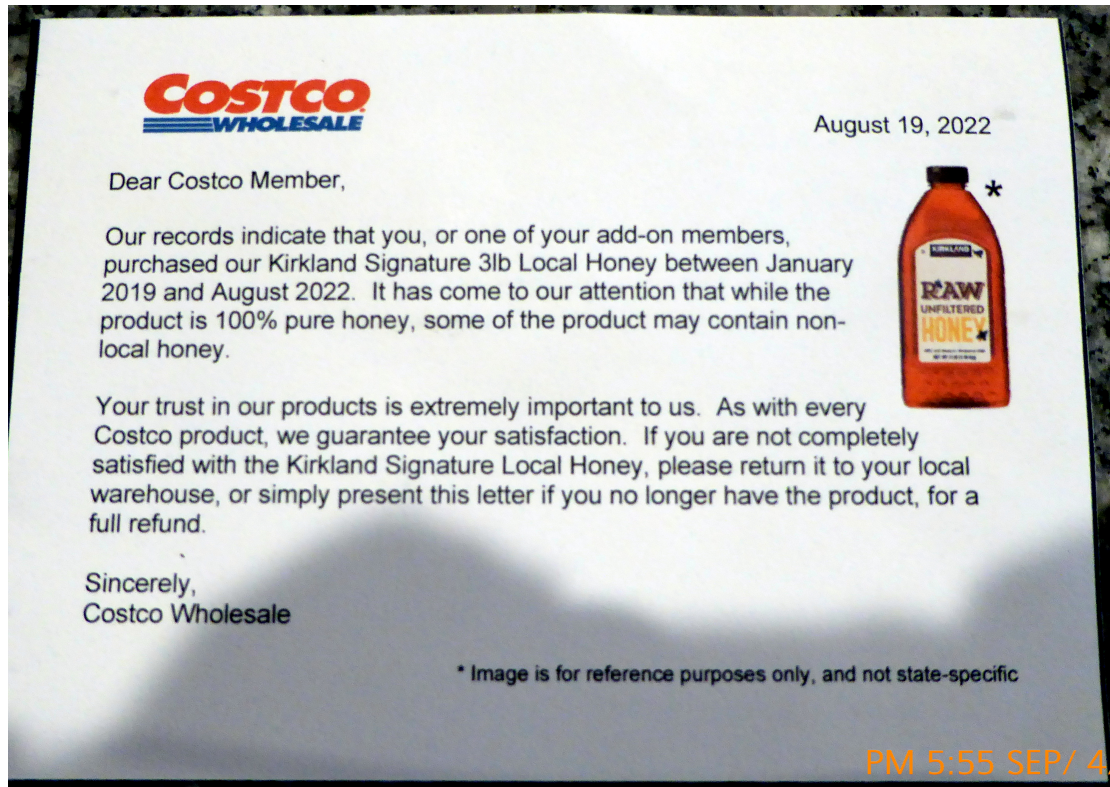 COSTCO
WHOLESALE
August 19, 2022
Dear Costco Member,
*
Our records indicate that you, or one of your add-on members,
purchased our Kirkland Signature 3lb Local Honey between January
2019 and August 2022. It has come to our attention that while the
product is 100% pure honey, some of the product may contain non-
local honey.
KIRKLAND
RAW
UNFILTERED
HONEY
Your trust in our products is extremely important to us. As with every
Costco product, we guarantee your satisfaction. If you are not completely
satisfied with the Kirkland Signature Local Honey, please return it to your local
warehouse, or simply present this letter if you no longer have the product, for a
full refund.
Sincerely,
Costco Wholesale
* Image is for reference purposes only, and not state-specific
PM 5:55 SEP/ 4